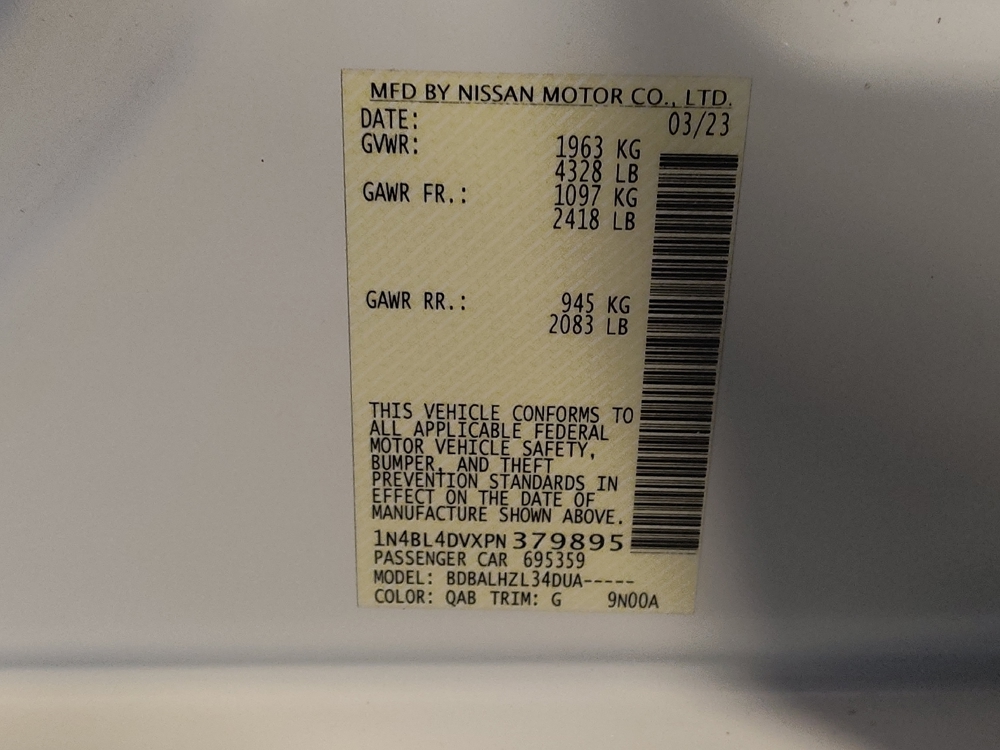 MFD BY NISSAN MOTOR CO., LTD.
DATE: 03/23
GVWR: 1963 KG
4328 LB
GAWR FR.: 1097 KG
2418 LB
GAWR RR.: 945 KG
2083 LB
THIS VEHICLE CONFORMS TO
ALL APPLICABLE FEDERAL
MOTOR VEHICLE SAFETY,
BUMPER, AND THEFT
PREVENTION STANDARDS IN
EFFECT ON THE DATE OF
MANUFACTURE SHOWN ABOVE.
1N4BL4DVXPN379895
PASSENGER CAR 695359
MODEL: BDBALHZL34DUA-----
COLOR: QAB TRIM: G 9N00A